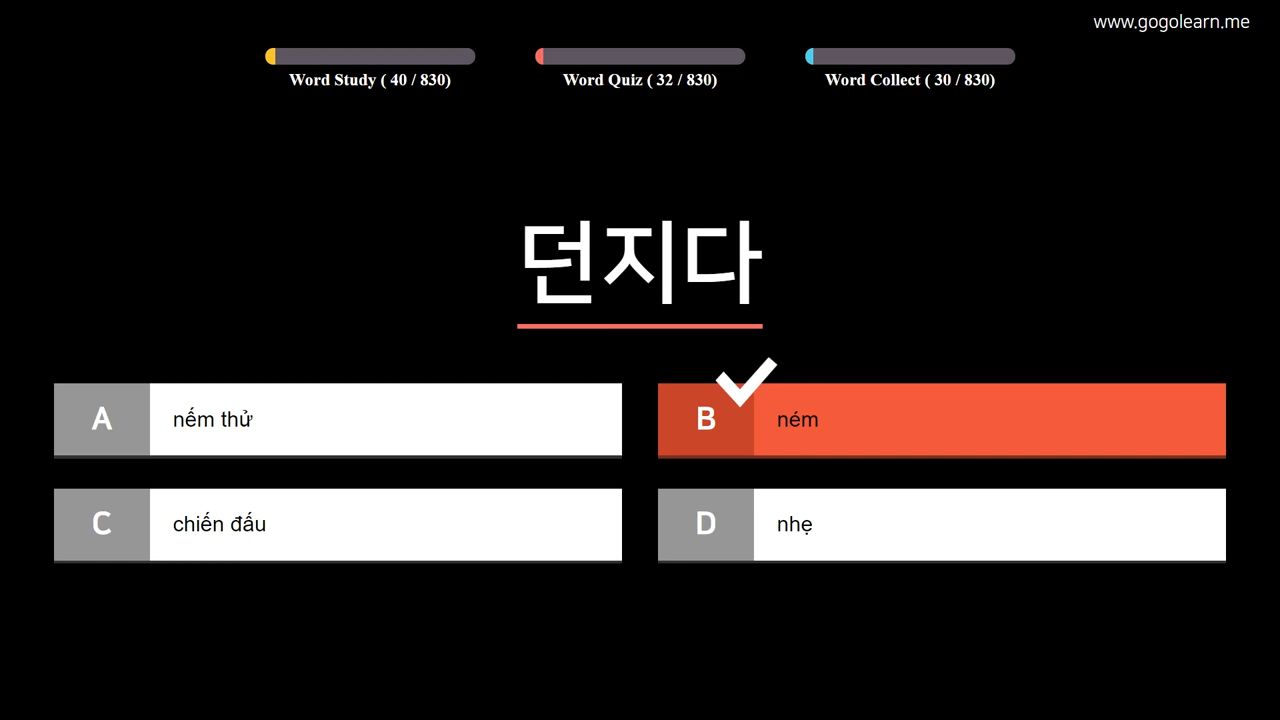 www.gogolearn.me
Word Study ( 40 / 830)
Word Quiz ( 32 / 830)
Word Collect ( 30 / 830)
던지다
A nếm thử
B ném
C chiến đấu
D nhẹ